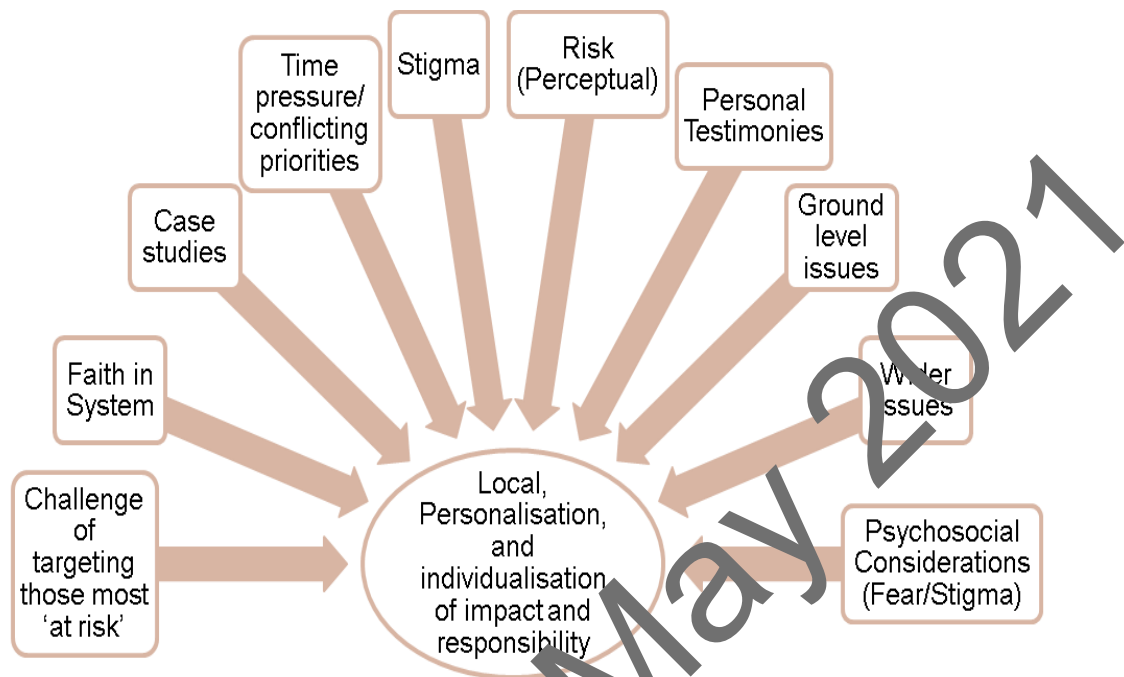 Time
pressure/
conflicting
priorities
Stigma
Risk
(Perceptual)
Personal
Testimonies
Case
studies
Ground
level
issues
Faith in
System
Wider
issues
Challenge
of
targeting
those most
‘at risk’
Local,
Personalisation,
and
individualisation
of impact and
responsibility
Psychosocial
Considerations
(Fear/Stigma)
May 2021